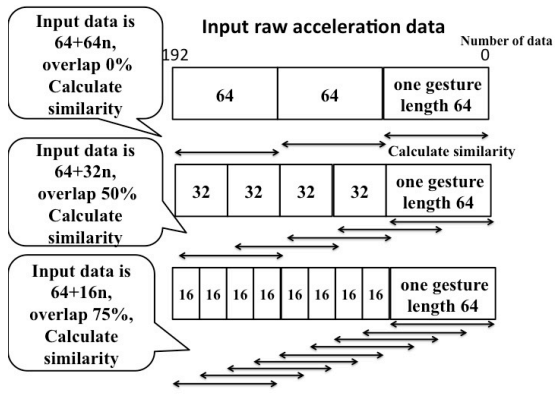 Input raw acceleration data
Number of data
192
0
Input data is
64+64n,
overlap 0%
Calculate
similarity
64
64
one gesture
length 64
Calculate similarity
Input data is
64+32n,
overlap 50%
Calculate
similarity
32
32
32
32
one gesture
length 64
Input data is
64+16n,
overlap 75%,
Calculate
similarity
16
16
16
16
16
16
16
16
one gesture
length 64